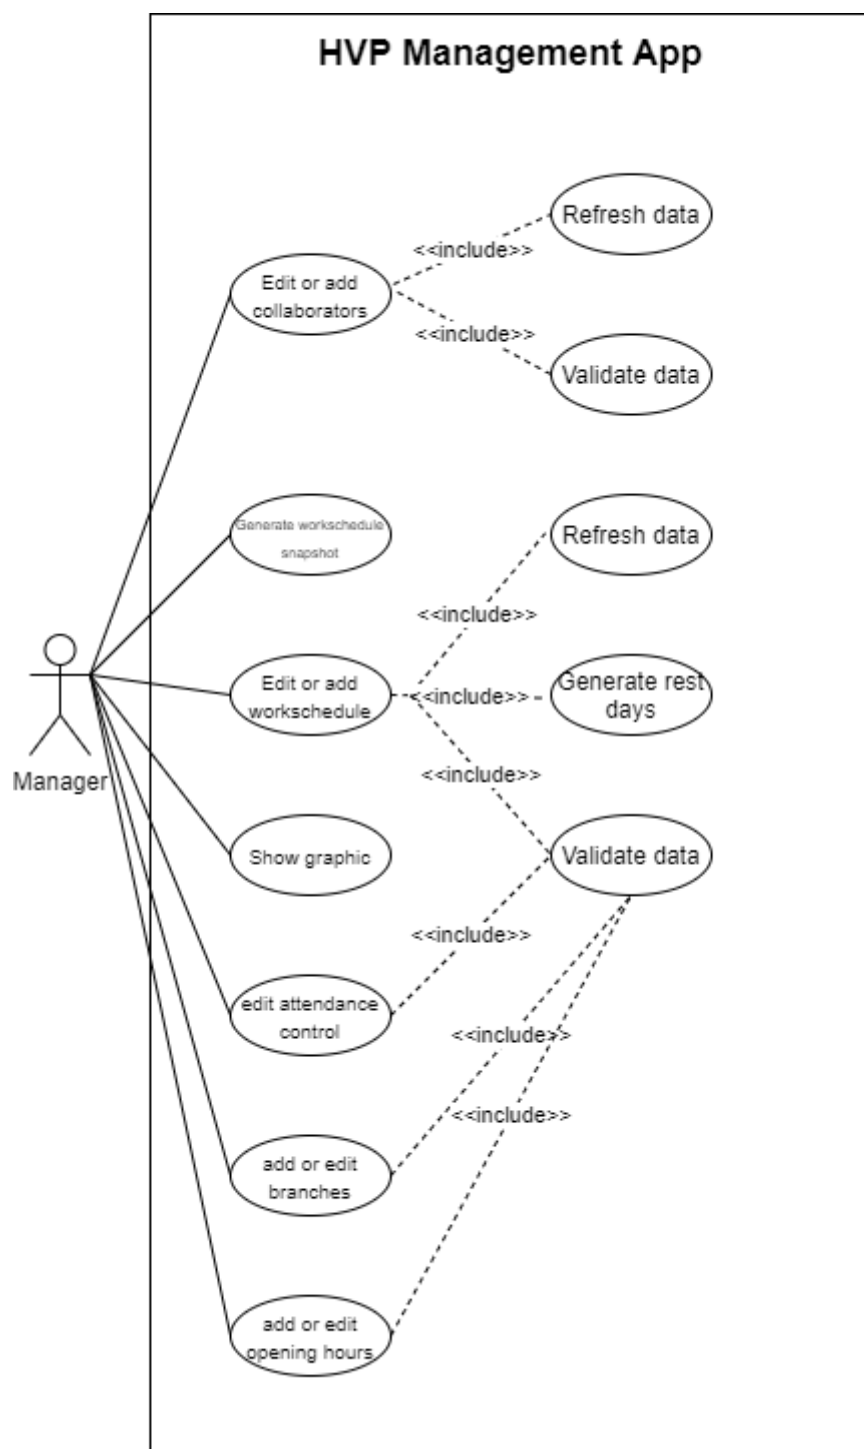 HVP Management App
Refresh data
<<include>>
Edit or add
collaborators
<<include>>
Validate data
Generate workschedule
snapshot
Refresh data
<<include>>
Edit or add
workschedule
<<include>>
Generate rest
days
<<include>>
Manager
Show graphic
Validate data
<<include>>
edit attendance
control
<<include>>
<<include>>
add or edit
branches
add or edit
opening hours